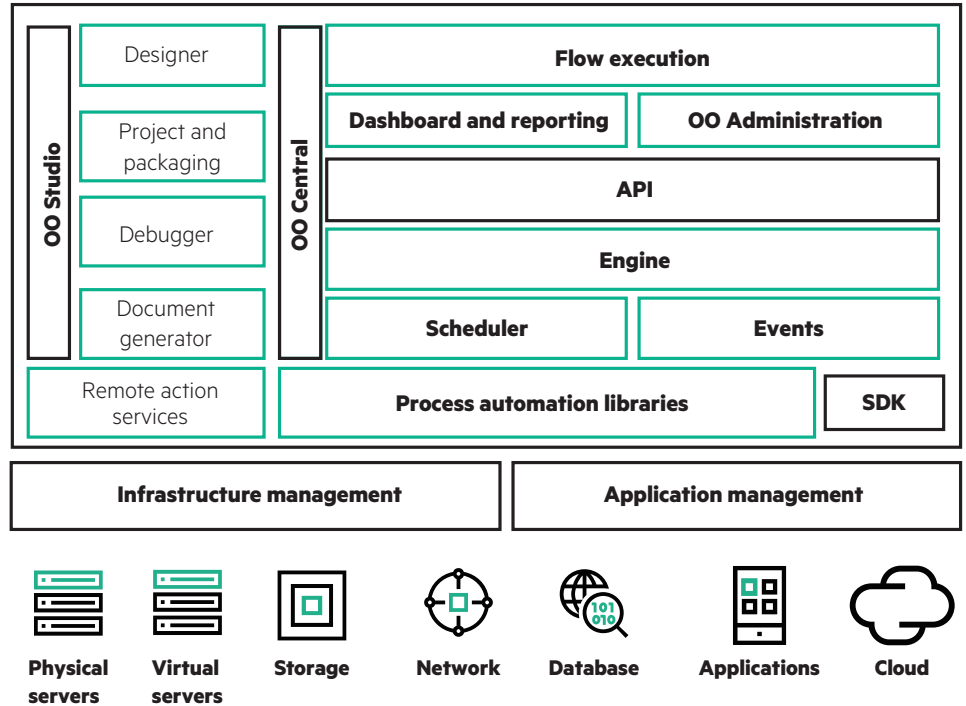 OO Studio
Designer
Project and
packaging
Debugger
Document
generator
OO Central
Flow execution
Dashboard and reporting
OO Administration
API
Engine
Scheduler
Events
Remote action
services
Process automation libraries
SDK
Infrastructure management
Application management
101
010
Physical
servers
Virtual
servers
Storage
Network
Database
Applications
Cloud